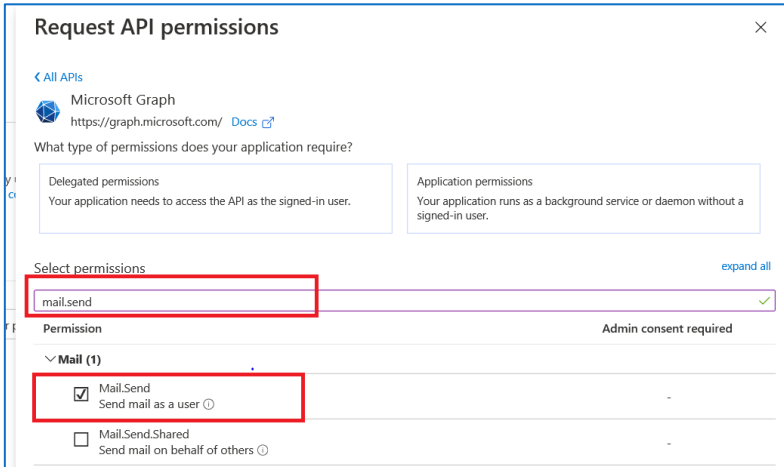 Request API permissions
All APIs
Microsoft Graph
https://graph.microsoft.com/ Docs
What type of permissions does your application require?
Delegated permissions
Your application needs to access the API as the signed-in user.
Application permissions
Your application runs as a background service or daemon without a
signed-in user.
Select permissions
expand all
mail.send
Permission
Admin consent required
Mail (1)
Mail.Send
Send mail as a user
-
Mail.Send.Shared
Send mail on behalf of others
-